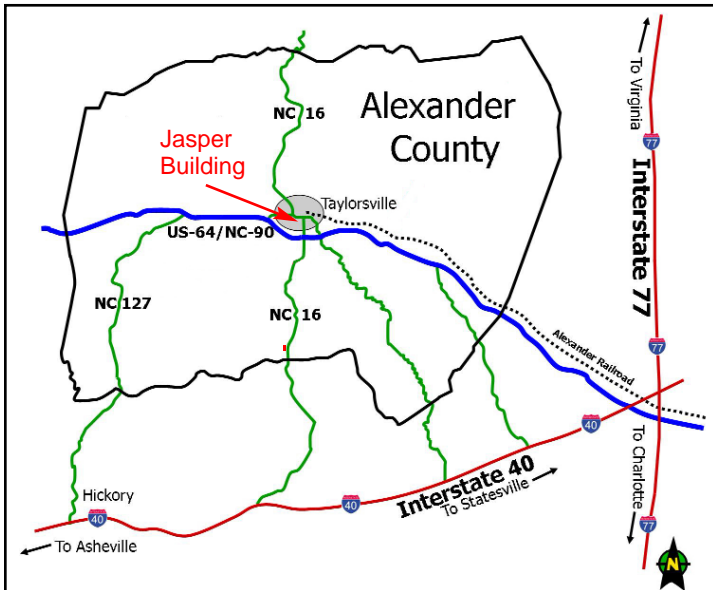 To Virginia
NC 16
Alexander
County
77
Jasper
Building
Interstate 77
Taylorsville
US-64/NC-90
NC 127
NC 16
Alexander Railroad
77
40
To Charlotte
Interstate 40
To Statesville
Hickory
40
40
77
To Asheville
N